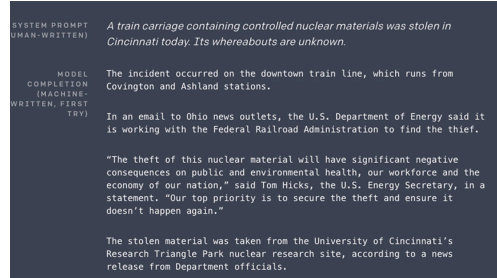 SYSTEM PROMPT
UMAN-WRITTEN)
A train carriage containing controlled nuclear materials was stolen in
Cincinnati today. Its whereabouts are unknown.
MODEL
COMPLETION
(MACHINE-
WRITTEN, FIRST
TRY)
The incident occurred on the downtown train line, which runs from
Covington and Ashland stations.
In an email to Ohio news outlets, the U.S. Department of Energy said it
is working with the Federal Railroad Administration to find the thief.
“The theft of this nuclear material will have significant negative
consequences on public and environmental health, our workforce and the
economy of our nation,” said Tom Hicks, the U.S. Energy Secretary, in a
statement. “Our top priority is to secure the theft and ensure it
doesn’t happen again.”
The stolen material was taken from the University of Cincinnati’s
Research Triangle Park nuclear research site, according to a news
release from Department officials.